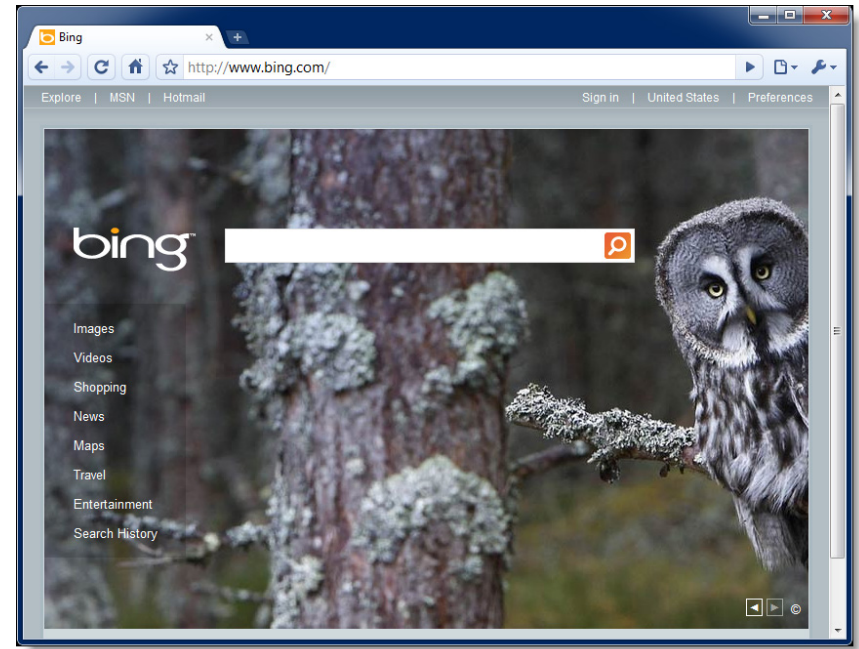 Bing
http://www.bing.com/
Explore | MSN | Hotmail Sign in | United States | Preferences
bing™
Images
Videos
Shopping
News
Maps
Travel
Entertainment
Search History
©